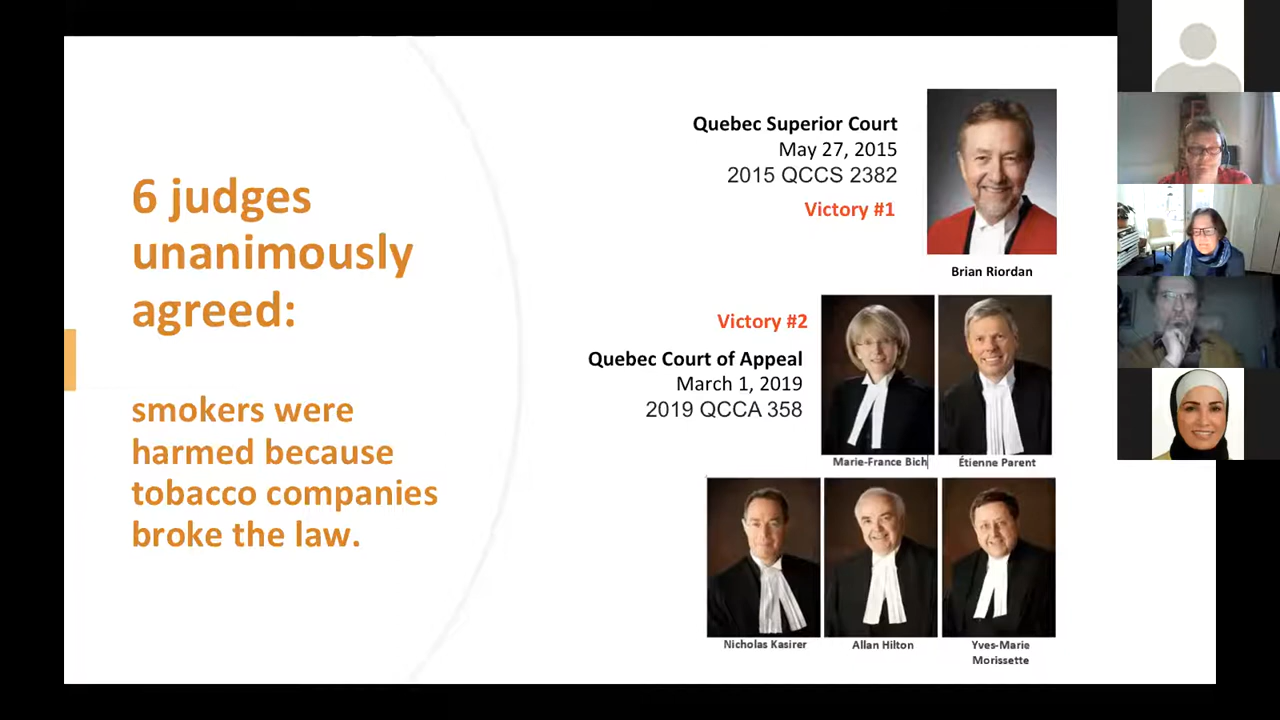 6 judges
unanimously
agreed:
smokers were
harmed because
tobacco companies
broke the law.
Quebec Superior Court
May 27, 2015
2015 QCCS 2382
Victory #1
Brian Riordan
Victory #2
Quebec Court of Appeal
March 1, 2019
2019 QCCA 358
Marie-France Bich
Étienne Parent
Nicholas Kasirer
Allan Hilton
Yves-Marie
Morissette